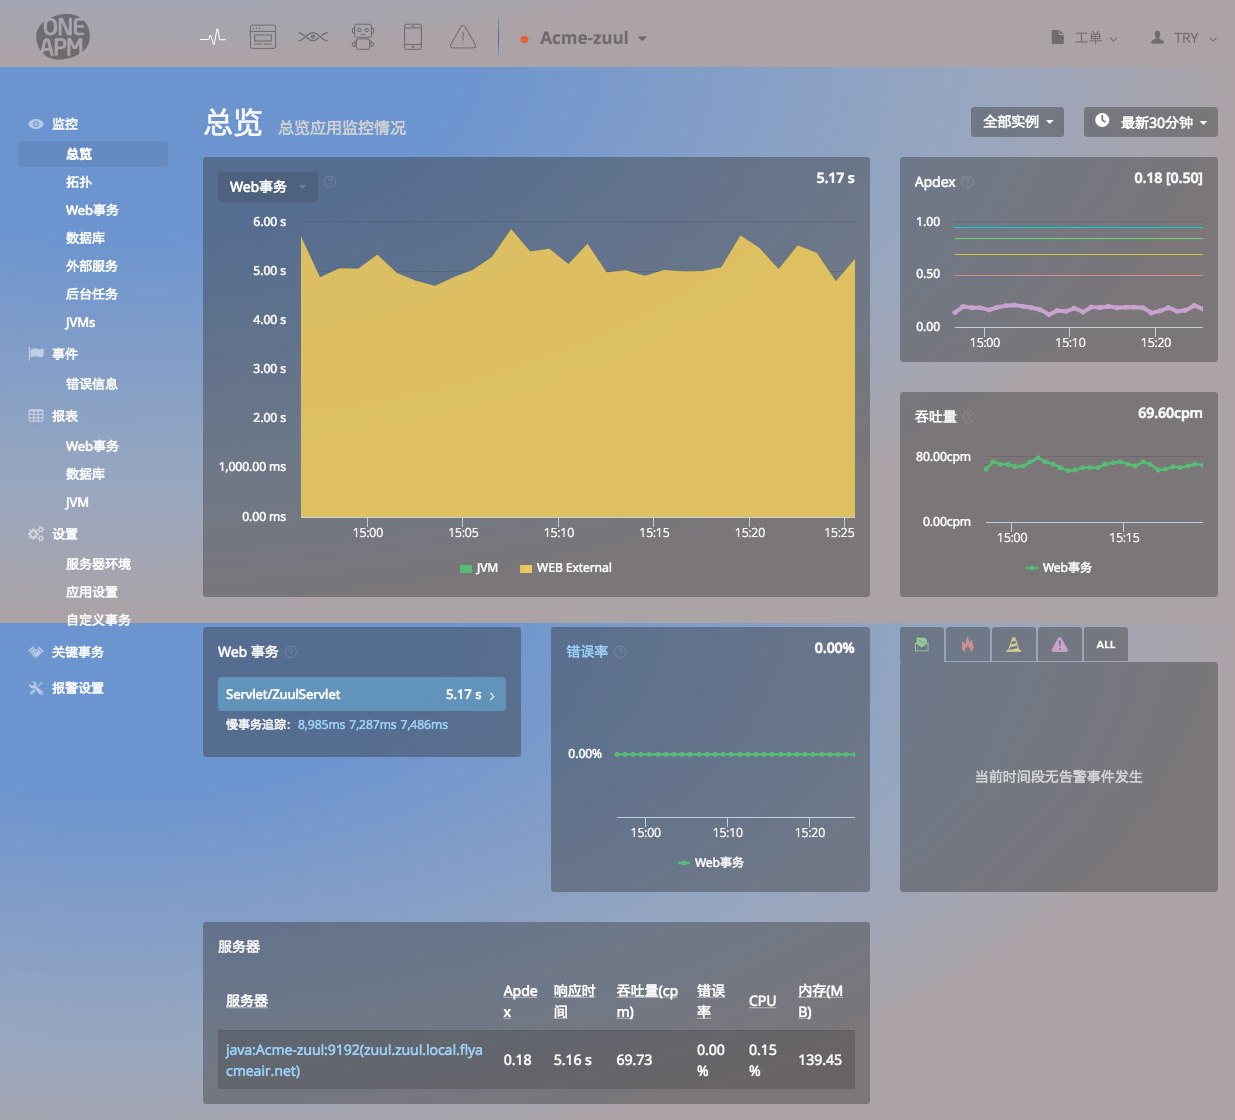 ONE
APM
Acme-zuul
工单
TRY
监控
总览
拓扑
Web事务
数据库
外部服务
后台任务
JVMs
事件
错误信息
报表
Web事务
数据库
JVM
设置
服务器环境
应用设置
自定义事务
关键事务
报警设置
总览 总览应用监控情况
全部实例
最新30分钟
Web事务 ? 5.17 s
6.00 s
5.00 s
4.00 s
3.00 s
2.00 s
1,000.00 ms
0.00 ms
15:00 15:05 15:10 15:15 15:20 15:25
JVM WEB External
Apdex ? 0.18 [0.50]
1.00
0.50
0.00
15:00 15:10 15:20
吞吐量 ? 69.60cpm
80.00cpm
0.00cpm
15:00 15:15
Web事务
Web 事务 ?
Servlet/ZuulServlet 5.17 s
慢事务追踪: 8,985ms 7,287ms 7,486ms
错误率 ? 0.00%
0.00%
15:00 15:10 15:20
Web事务
ALL
当前时间段无告警事件发生
服务器
服务器 Apde 响应时 吞吐量(cp 错误 CPU 内存(M
x 间 m) 率 B)
java:Acme-zuul:9192(zuul.zuul.local.flya 0.18 5.16 s 69.73 0.00 0.15 139.45
cmeair.net) % %